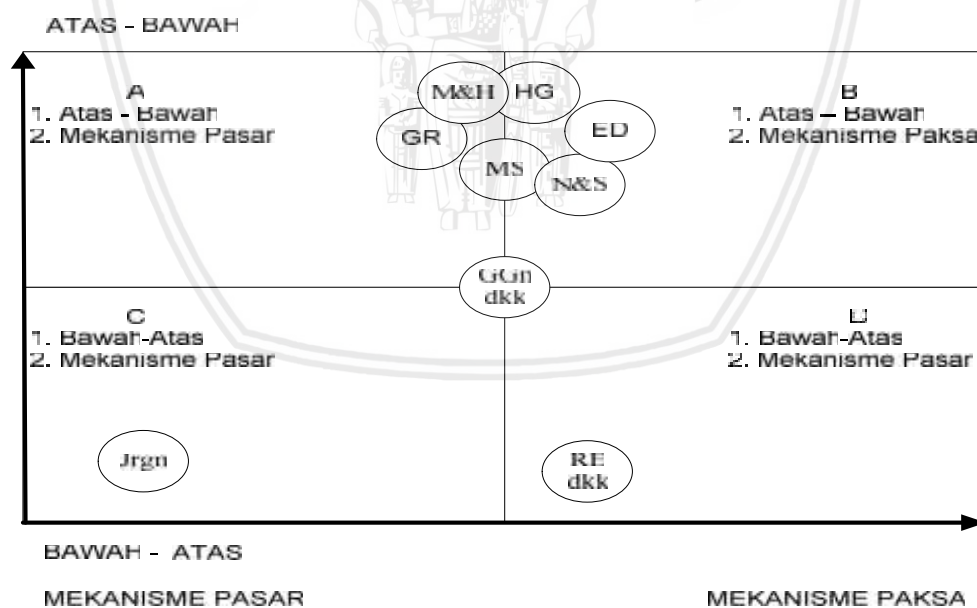 ATAS - BAWAH
A
1. Atas - Bawah
2. Mekanisme Pasar
M&H
HG
GR
ED
MS
N&S
B
1. Atas – Bawah
2. Mekanisme Paksa
GGn
dkk
C
1. Bawah-Atas
2. Mekanisme Pasar
D
1. Bawah-Atas
2. Mekanisme Pasar
Jrgn
RE
dkk
BAWAH - ATAS
MEKANISME PASAR
MEKANISME PAKSA